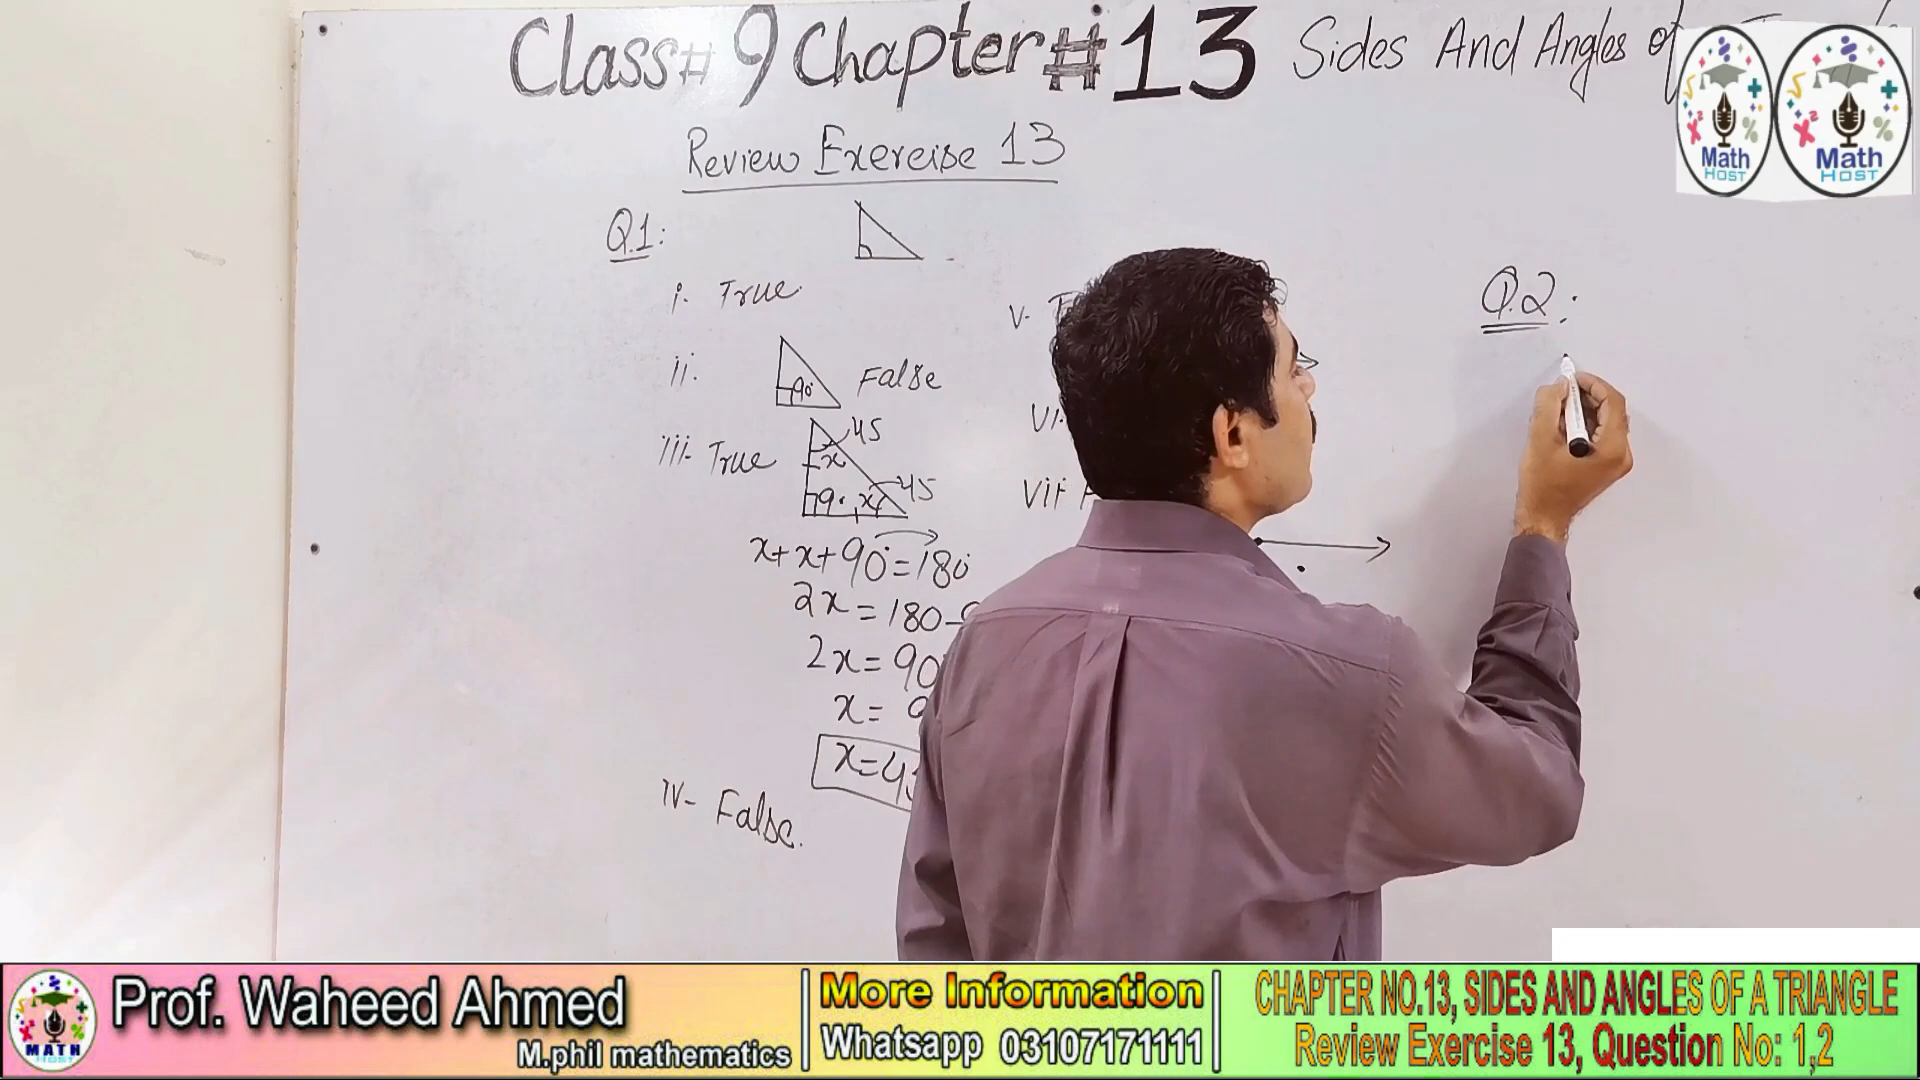 Class# 9 Chapter # 13 Sides And Angles of
Math HOST
Math HOST
Review Exercise 13
Q.1:
i. True.
ii. 90° False
iii. True 45
x
90 x 45
x+x+90°=180°
2x = 180-
2x = 90
x =
x=4
iv- False.
v.
vi.
vii
Q.2:
MATH HOST
Prof. Waheed Ahmed
M.phil mathematics
More Information
Whatsapp 03107171111
CHAPTER NO.13, SIDES AND ANGLES OF A TRIANGLE
Review Exercise 13, Question No: 1,2